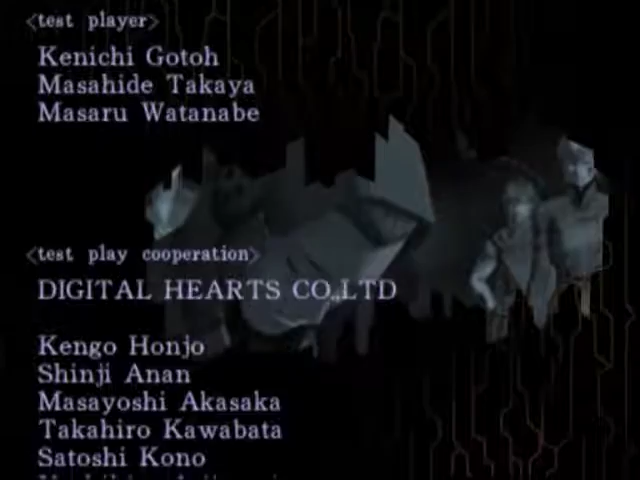 <test player>
Kenichi Gotoh
Masahide Takaya
Masaru Watanabe
<test play cooperation>
DIGITAL HEARTS CO.,LTD
Kengo Honjo
Shinji Anan
Masayoshi Akasaka
Takahiro Kawabata
Satoshi Kono